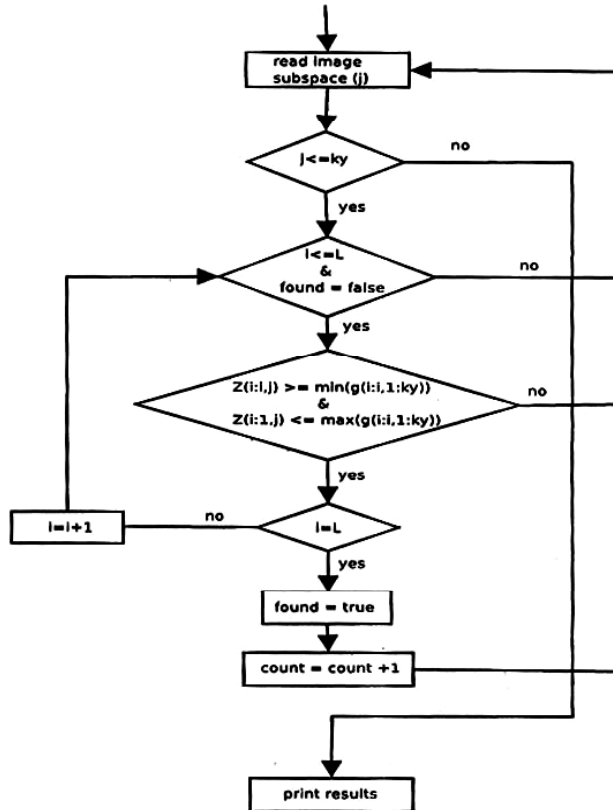 read image
subspace (j)
j<=ky
no
yes
i<=L
&
found = false
no
yes
Z(i:i,j) >= min(g(i:i,1:ky))
&
Z(i:1,j) <= max(g(i:i,1:ky))
no
yes
i=L
no
i=i+1
yes
found = true
count = count +1
print results